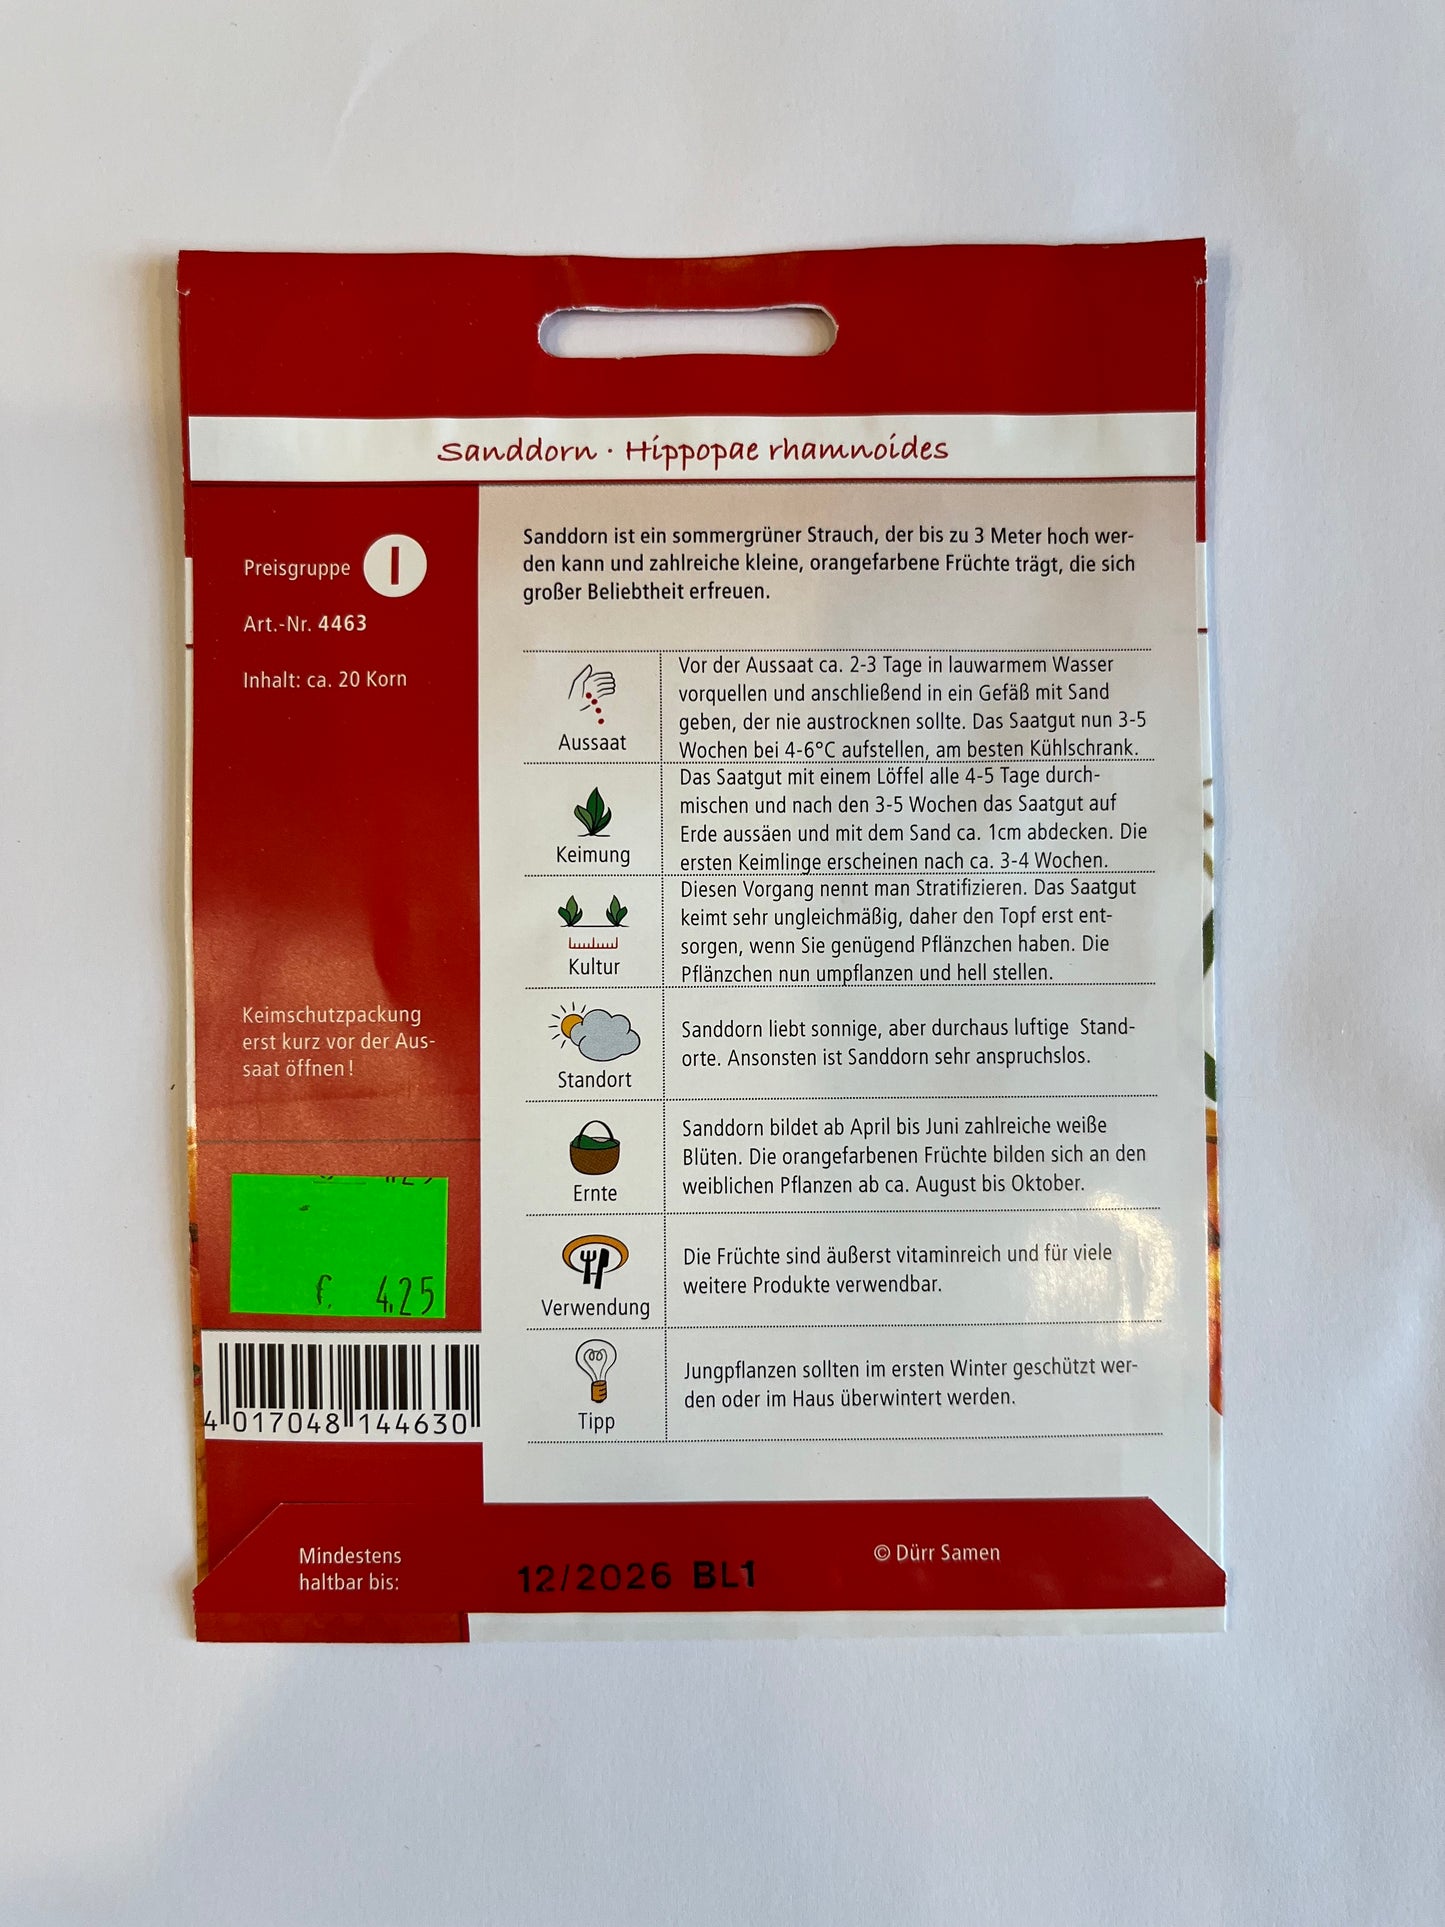 Sanddorn · Hippopae rhamnoides
Preisgruppe I
Art.-Nr. 4463
Inhalt: ca. 20 Korn
Keimschutzpackung
erst kurz vor der Aus-
saat öffnen!
€ 4,25
4 017048 144630
Sanddorn ist ein sommergrüner Strauch, der bis zu 3 Meter hoch wer-
den kann und zahlreiche kleine, orangefarbene Früchte trägt, die sich
großer Beliebtheit erfreuen.
Aussaat
Vor der Aussaat ca. 2-3 Tage in lauwarmem Wasser
vorquellen und anschließend in ein Gefäß mit Sand
geben, der nie austrocknen sollte. Das Saatgut nun 3-5
Wochen bei 4-6°C aufstellen, am besten Kühlschrank.
Keimung
Das Saatgut mit einem Löffel alle 4-5 Tage durch-
mischen und nach den 3-5 Wochen das Saatgut auf
Erde aussäen und mit dem Sand ca. 1cm abdecken. Die
ersten Keimlinge erscheinen nach ca. 3-4 Wochen.
Kultur
Diesen Vorgang nennt man Stratifizieren. Das Saatgut
keimt sehr ungleichmäßig, daher den Topf erst ent-
sorgen, wenn Sie genügend Pflänzchen haben. Die
Pflänzchen nun umpflanzen und hell stellen.
Standort
Sanddorn liebt sonnige, aber durchaus luftige Stand-
orte. Ansonsten ist Sanddorn sehr anspruchslos.
Ernte
Sanddorn bildet ab April bis Juni zahlreiche weiße
Blüten. Die orangefarbenen Früchte bilden sich an den
weiblichen Pflanzen ab ca. August bis Oktober.
Verwendung
Die Früchte sind äußerst vitaminreich und für viele
weitere Produkte verwendbar.
Tipp
Jungpflanzen sollten im ersten Winter geschützt wer-
den oder im Haus überwintert werden.
Mindestens
haltbar bis:
12/2026 BL1
© Dürr Samen